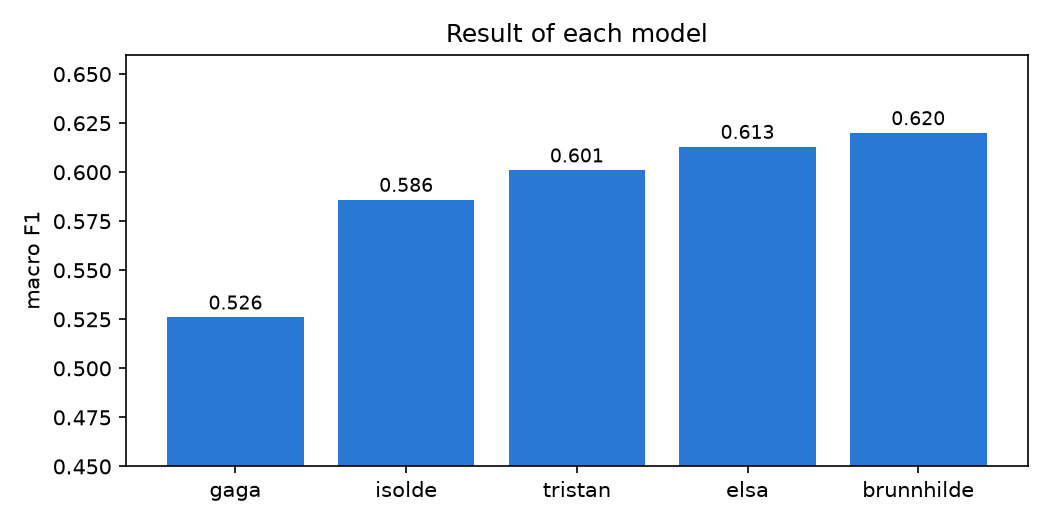 Result of each model
macro F1
0.650
0.625
0.600
0.575
0.550
0.525
0.500
0.475
0.450
0.526
0.586
0.601
0.613
0.620
gaga
isolde
tristan
elsa
brunnhilde